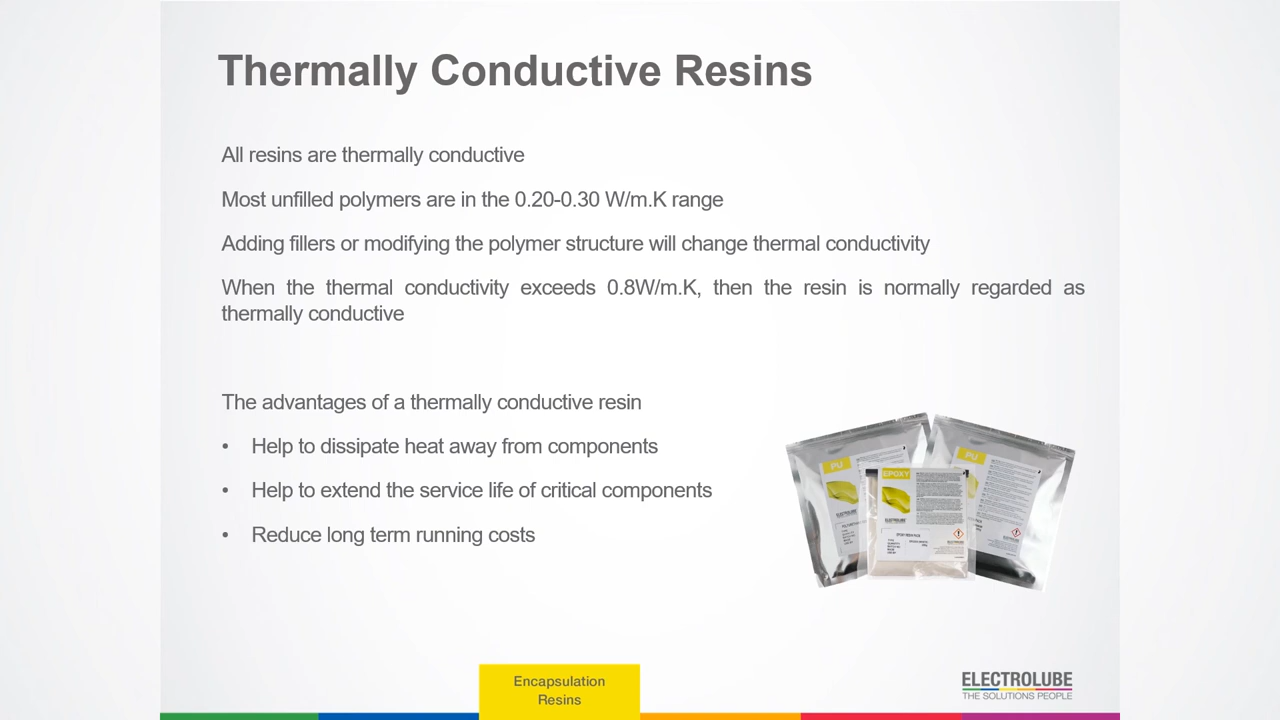 Thermally Conductive Resins
All resins are thermally conductive
Most unfilled polymers are in the 0.20-0.30 W/m.K range
Adding fillers or modifying the polymer structure will change thermal conductivity
When the thermal conductivity exceeds 0.8W/m.K, then the resin is normally regarded as
thermally conductive
The advantages of a thermally conductive resin
• Help to dissipate heat away from components
• Help to extend the service life of critical components
• Reduce long term running costs
PU
EPOXY
PU
ELECTROLUBE
Encapsulation
Resins
ELECTROLUBE
THE SOLUTIONS PEOPLE